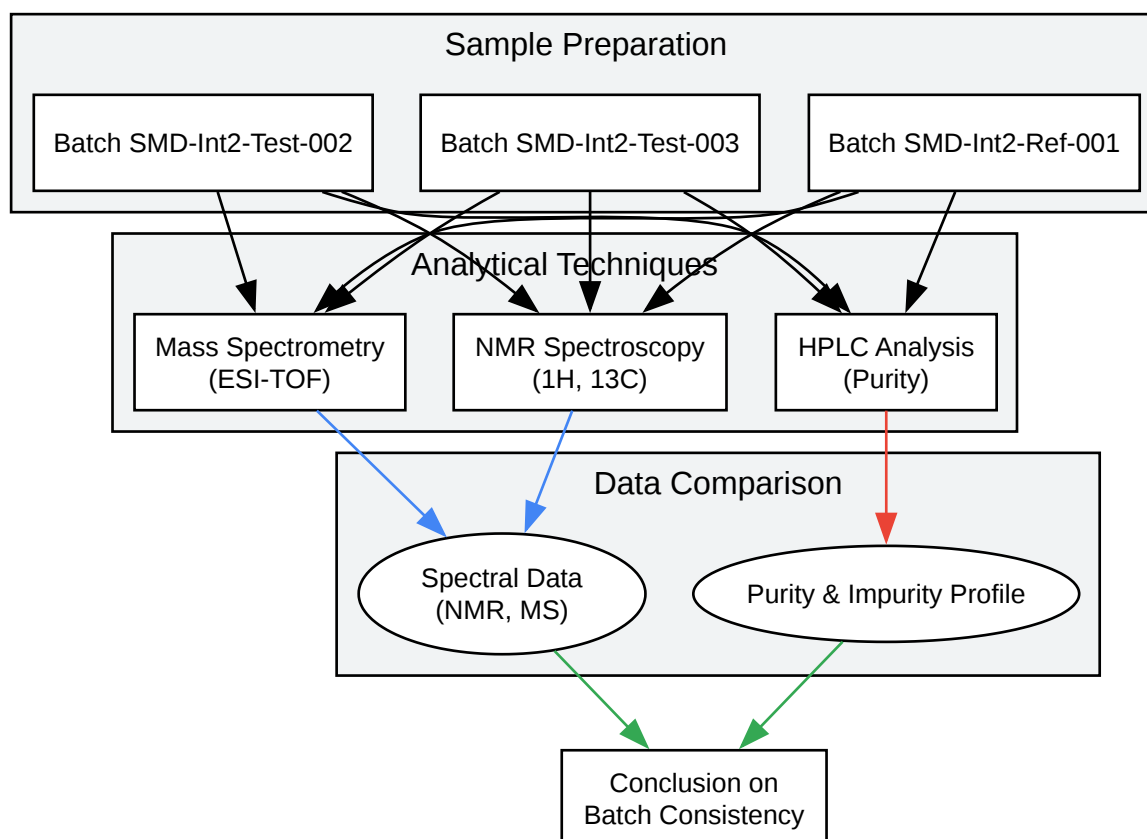 Sample Preparation
Batch SMD-Int2-Test-002
Batch SMD-Int2-Test-003
Batch SMD-Int2-Ref-001
Analytical Techniques
Mass Spectrometry
(ESI-TOF)
NMR Spectroscopy
(1H, 13C)
HPLC Analysis
(Purity)
Data Comparison
Spectral Data
(NMR, MS)
Purity & Impurity Profile
Conclusion on
Batch Consistency